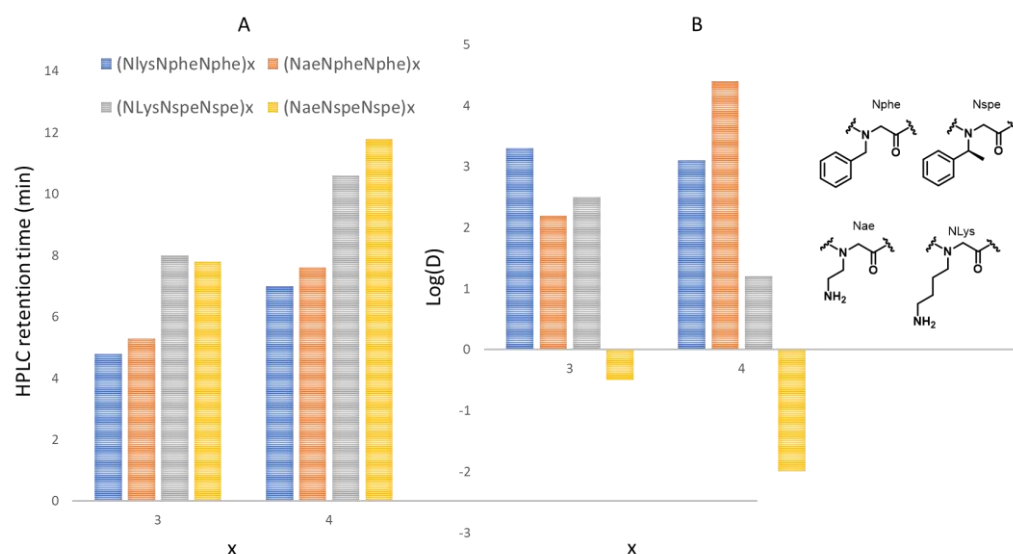 A
HPLC retention time (min)
14
12
10
8
6
4
2
0
(NlysNpheNphe)x
(NaeNpheNphe)x
(NLysNspeNspe)x
(NaeNspeNspe)x
3
4
x
B
Log(D)
5
4
3
2
1
0
-1
-2
-3
3
4
x
Nphe
N
O
Nspe
N
O
Nae
N
O
NH2
NLys
N
O
NH2